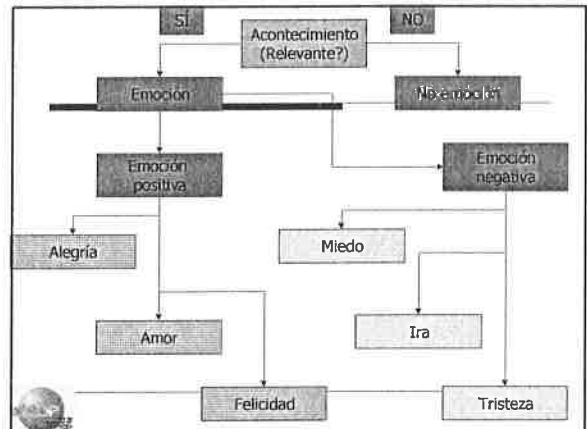 SÍ
NO
Acontecimiento
(Relevante?)
Emoción
No emoción
Emoción
positiva
Emoción
negativa
Alegría
Miedo
Amor
Ira
Felicidad
Tristeza